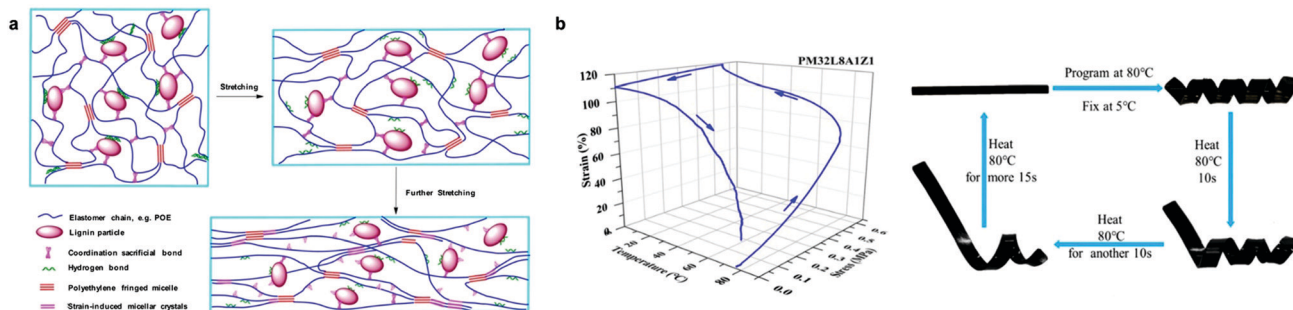 a
Stretching
Further Stretching
Elastomer chain, e.g. POE
Lignin particle
Coordination sacrificial bond
Hydrogen bond
Polyethylene fringed micelle
Strain-induced micellar crystals
b
PM32L8A1Z1
120
100
80
60
40
20
0
Strain (%)
20
40
60
80
Temperature (℃)
0.0
0.1
0.2
0.3
0.4
0.5
0.6
Stress (MPa)
Program at 80℃
Fix at 5℃
Heat
80℃
10s
Heat
80℃
for another 10s
Heat
80℃
for more 15s